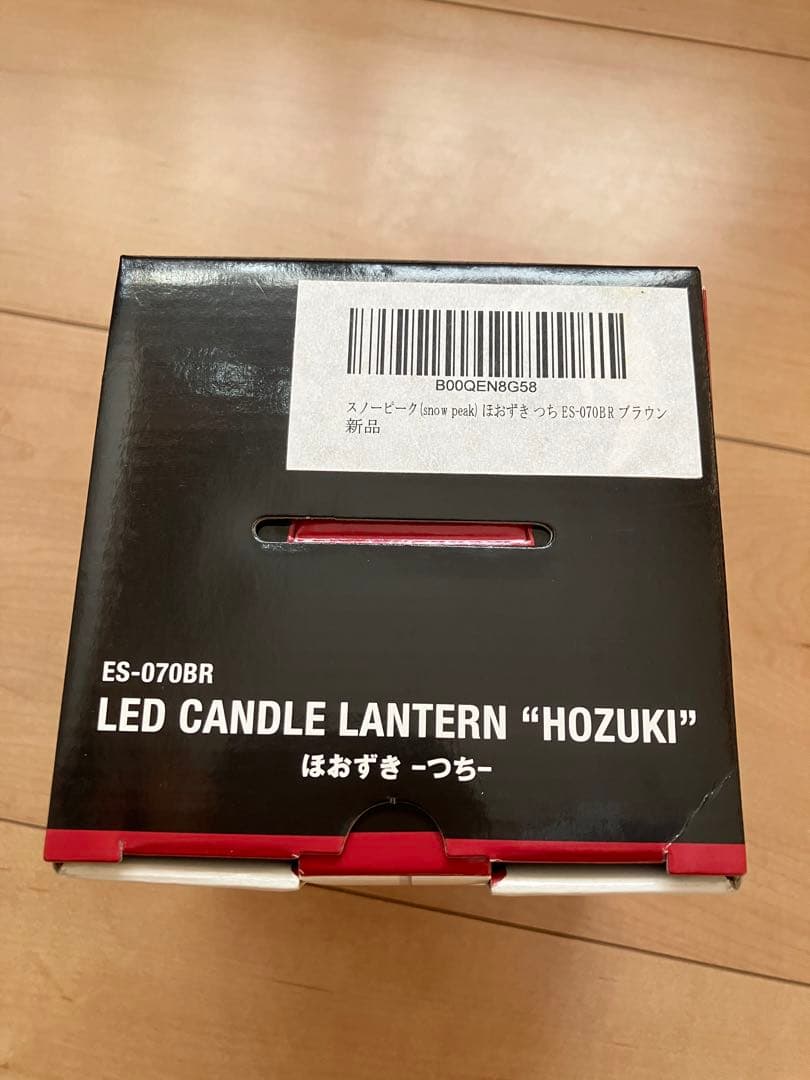 B00QEN8G58
スノーピーク(snow peak) ほおずき つち ES-070BR ブラウン
新品
ES-070BR
LED CANDLE LANTERN “HOZUKI”
ほおずき -つち-